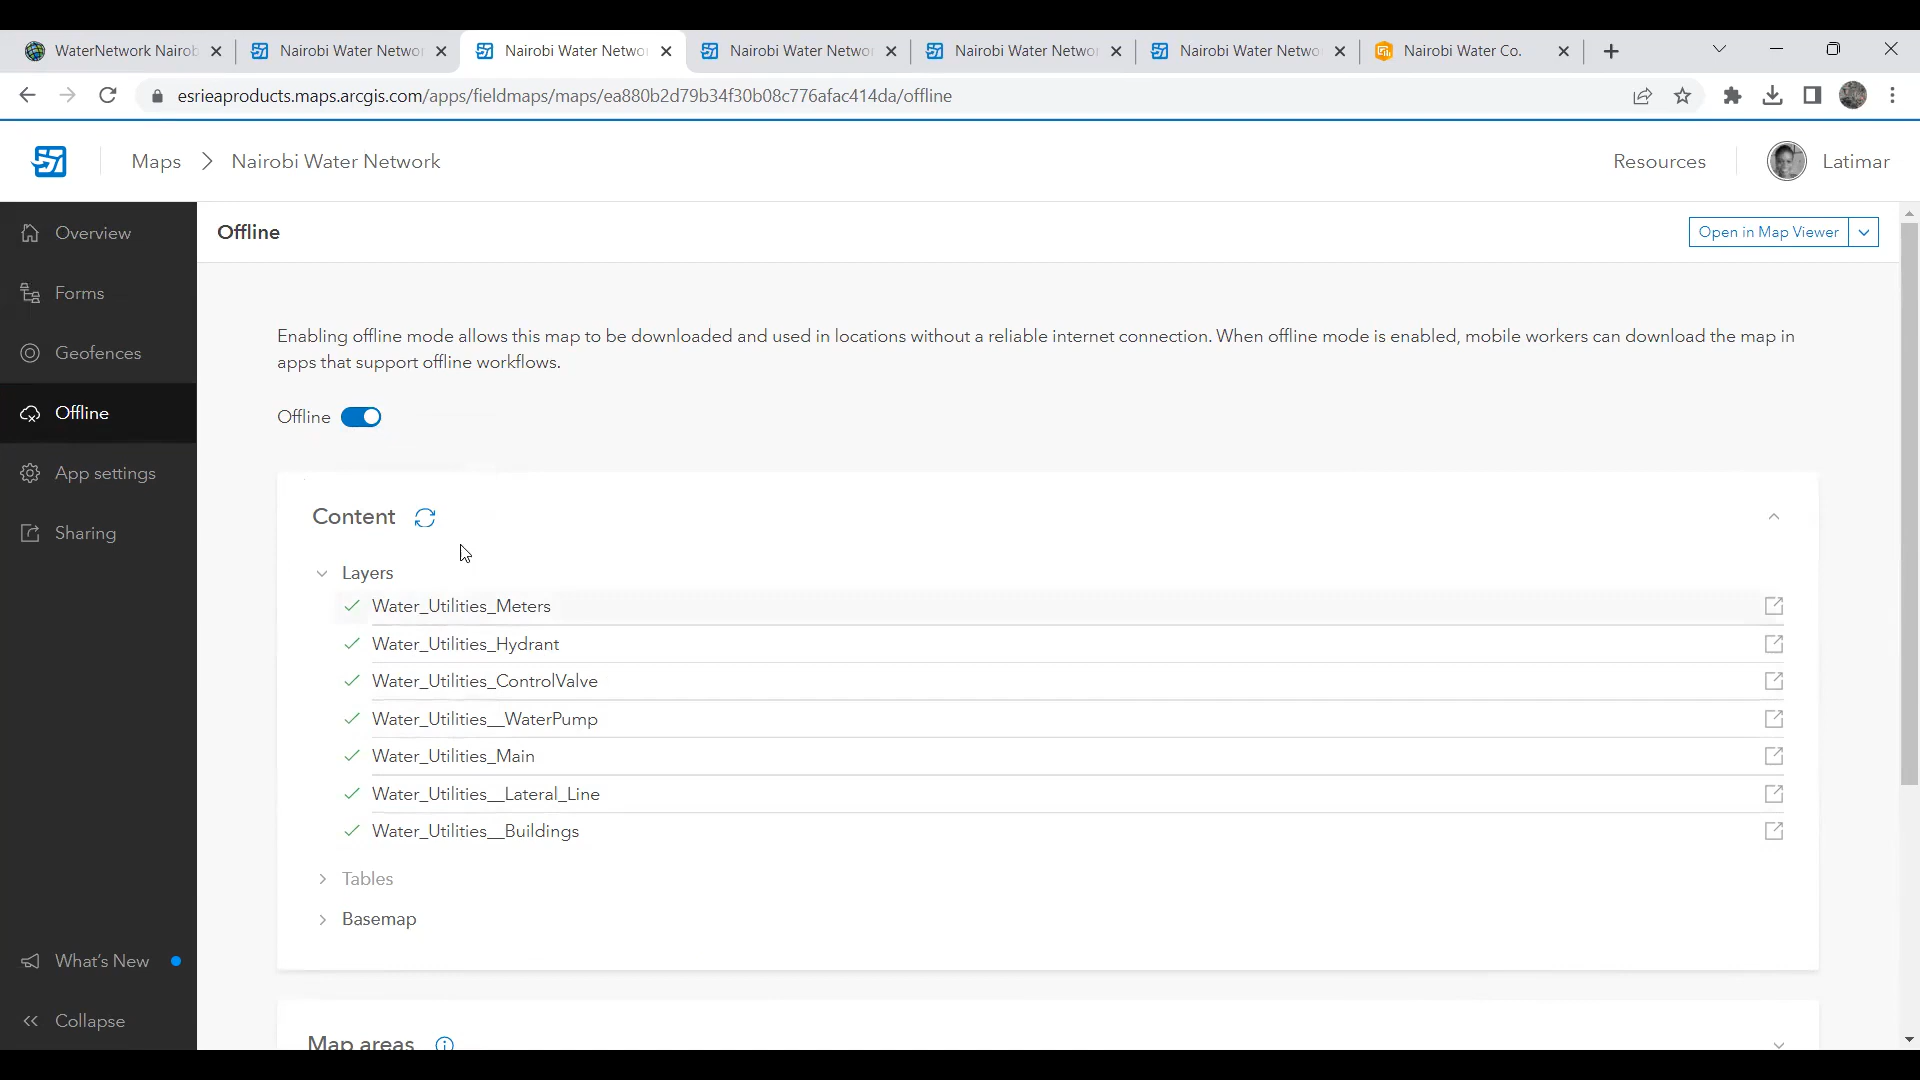 WaterNetwork Nairob
Nairobi Water Netwo
Nairobi Water Netwo
Nairobi Water Netwo
Nairobi Water Netwo
Nairobi Water Netwo
Nairobi Water Co.
esrieaproducts.maps.arcgis.com/apps/fieldmaps/maps/ea880b2d79b34f30b08c776afac414da/offline
Maps > Nairobi Water Network
Resources
Latimar
Overview
Forms
Geofences
Offline
App settings
Sharing
What's New
Collapse
Offline
Open in Map Viewer
Enabling offline mode allows this map to be downloaded and used in locations without a reliable internet connection. When offline mode is enabled, mobile workers can download the map in
apps that support offline workflows.
Offline
Content
Layers
Water_Utilities_Meters
Water_Utilities_Hydrant
Water_Utilities_ControlValve
Water_Utilities__WaterPump
Water_Utilities_Main
Water_Utilities__Lateral_Line
Water_Utilities__Buildings
Tables
Basemap
Map areas